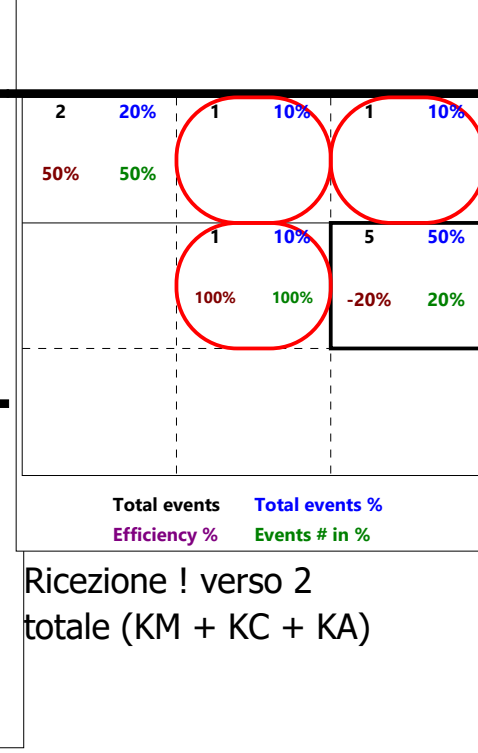 2 20% 1 10% 1 10%
50% 50%
1 10% 5 50%
100% 100% -20% 20%
Total events Total events %
Efficiency % Events # in %
Ricezione ! verso 2
totale (KM + KC + KA)